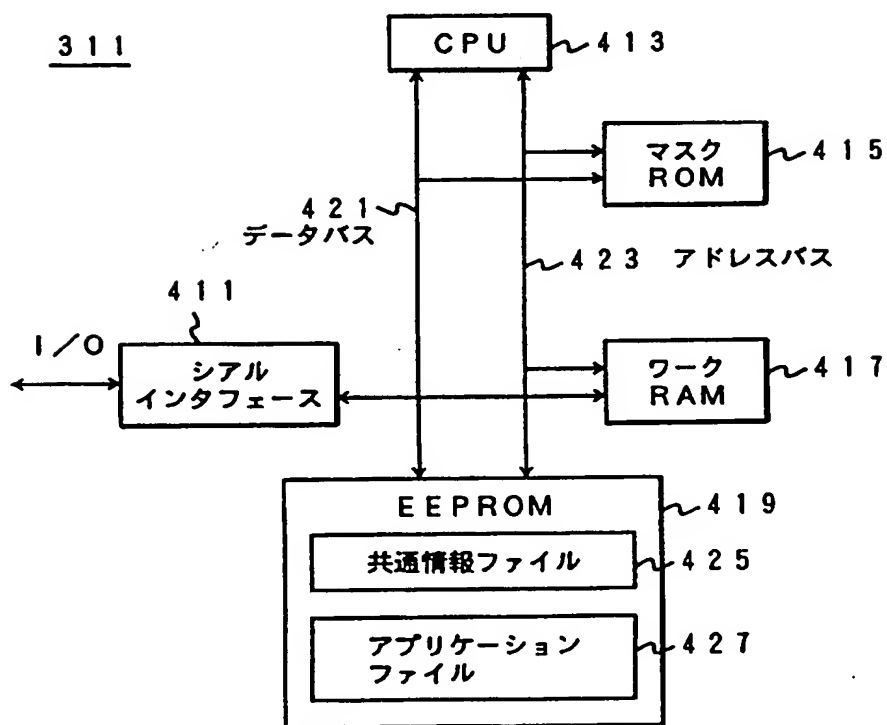 311
CPU
413
マスク
ROM
415
421
データバス
423 アドレスバス
411
I/O
シアル
インタフェース
ワーク
RAM
417
EEPROM
419
共通情報ファイル
425
アプリケーション
ファイル
427